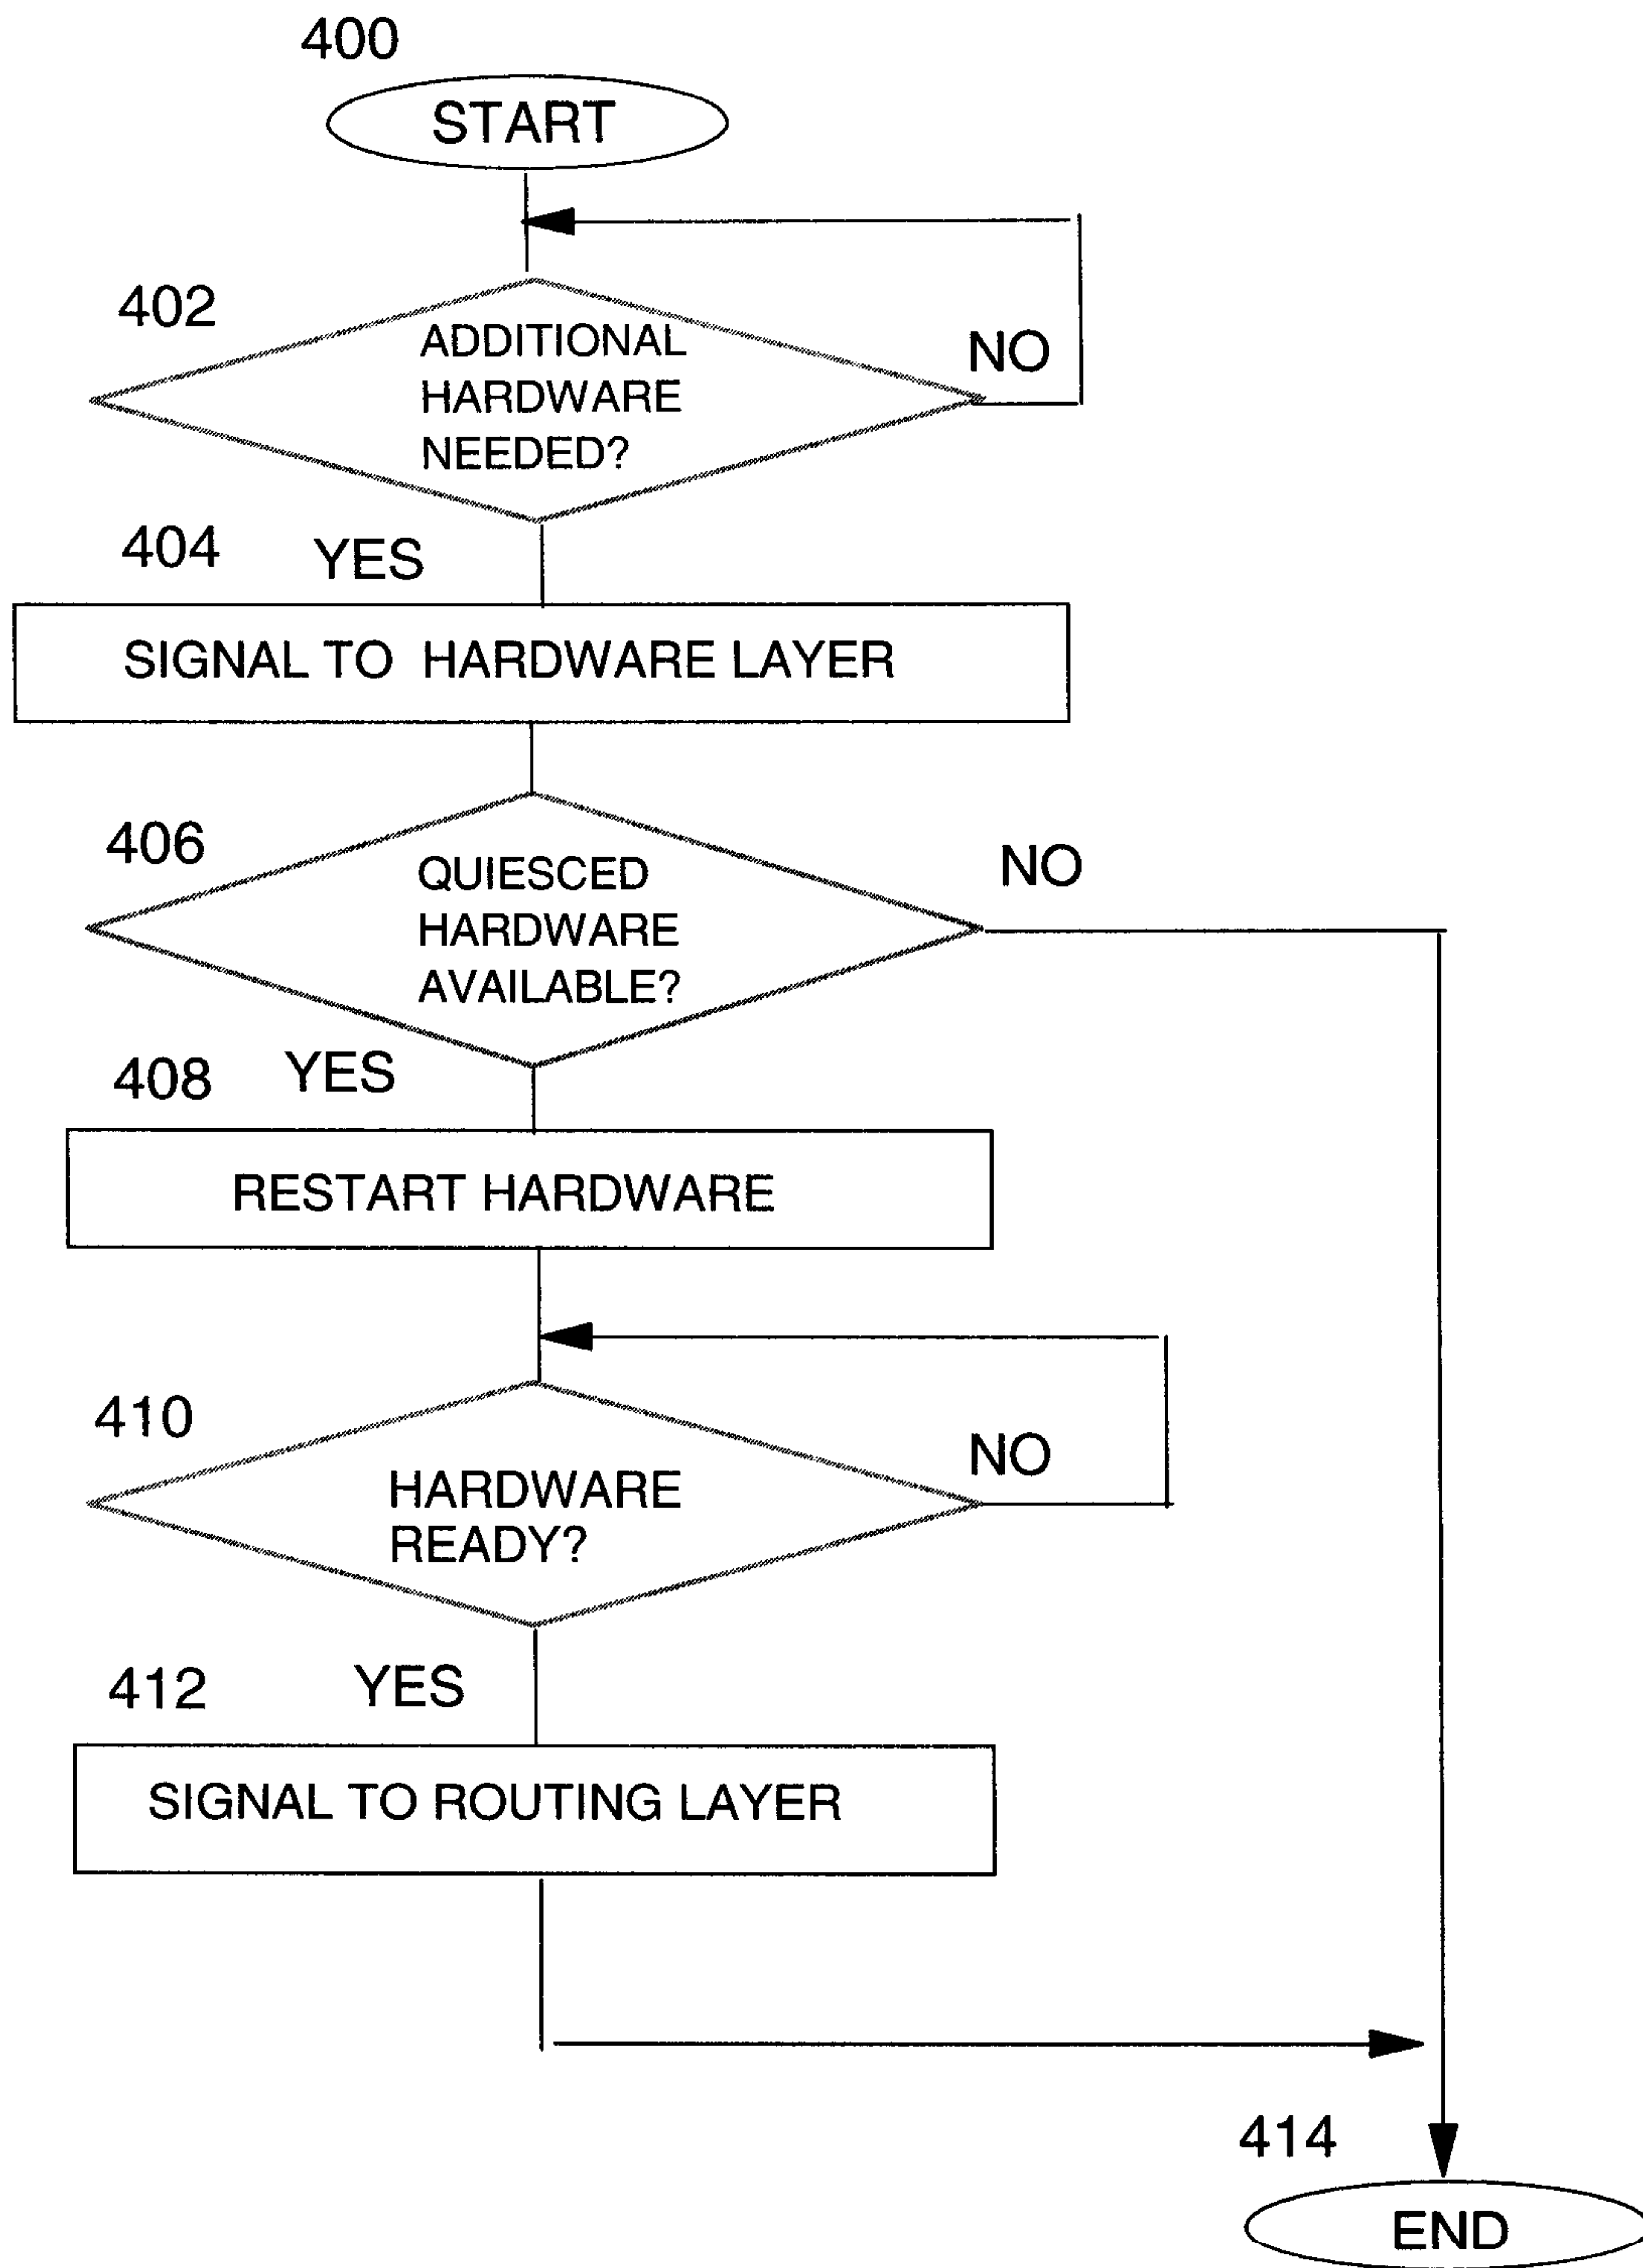 400
START
402
ADDITIONAL
HARDWARE
NEEDED?
NO
404
YES
SIGNAL TO HARDWARE LAYER
406
QUIESCED
HARDWARE
AVAILABLE?
NO
408
YES
RESTART HARDWARE
410
HARDWARE
READY?
NO
412
YES
SIGNAL TO ROUTING LAYER
414
END